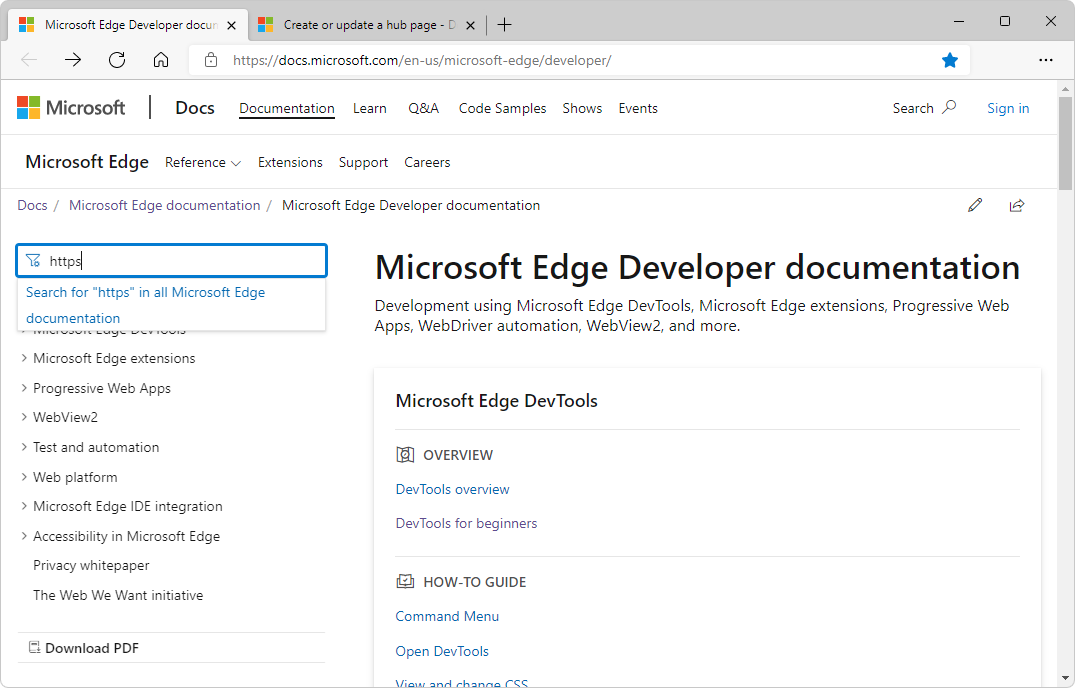 Microsoft Edge Developer docum
Create or update a hub page - D
https://docs.microsoft.com/en-us/microsoft-edge/developer/
Microsoft
Docs
Documentation
Learn
Q&A
Code Samples
Shows
Events
Search
Sign in
Microsoft Edge
Reference
Extensions
Support
Careers
Docs / Microsoft Edge documentation / Microsoft Edge Developer documentation
https
Search for "https" in all Microsoft Edge
documentation
Microsoft Edge DevTools
Microsoft Edge extensions
Progressive Web Apps
WebView2
Test and automation
Web platform
Microsoft Edge IDE integration
Accessibility in Microsoft Edge
Privacy whitepaper
The Web We Want initiative
Download PDF
Microsoft Edge Developer documentation
Development using Microsoft Edge DevTools, Microsoft Edge extensions, Progressive Web
Apps, WebDriver automation, WebView2, and more.
Microsoft Edge DevTools
OVERVIEW
DevTools overview
DevTools for beginners
HOW-TO GUIDE
Command Menu
Open DevTools
View and change CSS